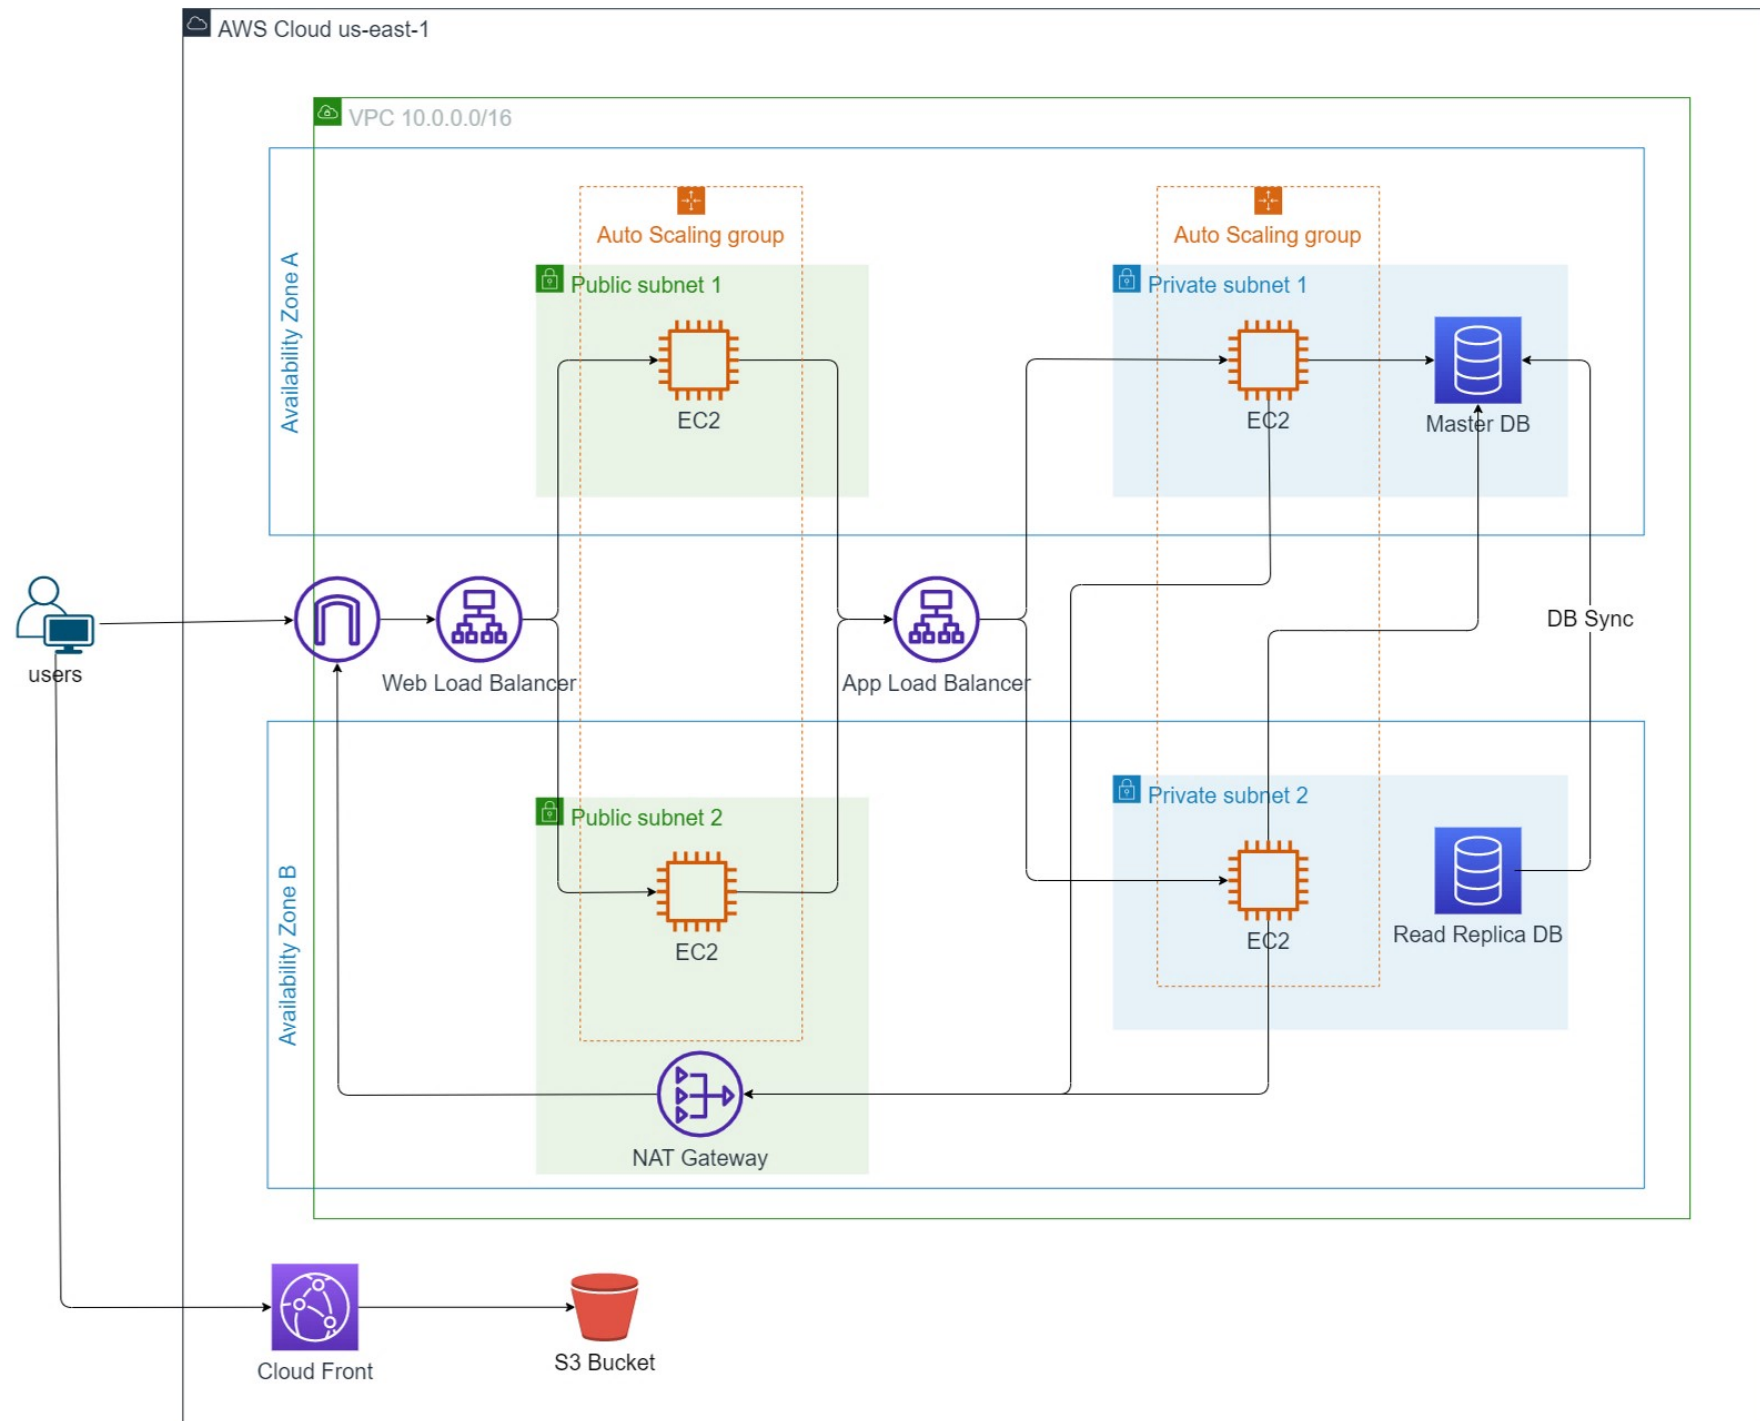 AWS Cloud us-east-1
VPC 10.0.0.0/16
Availability Zone A
Auto Scaling group
Auto Scaling group
Public subnet 1
Private subnet 1
EC2
EC2
Master DB
users
Web Load Balancer
App Load Balancer
DB Sync
Availability Zone B
Public subnet 2
Private subnet 2
EC2
EC2
Read Replica DB
NAT Gateway
Cloud Front
S3 Bucket